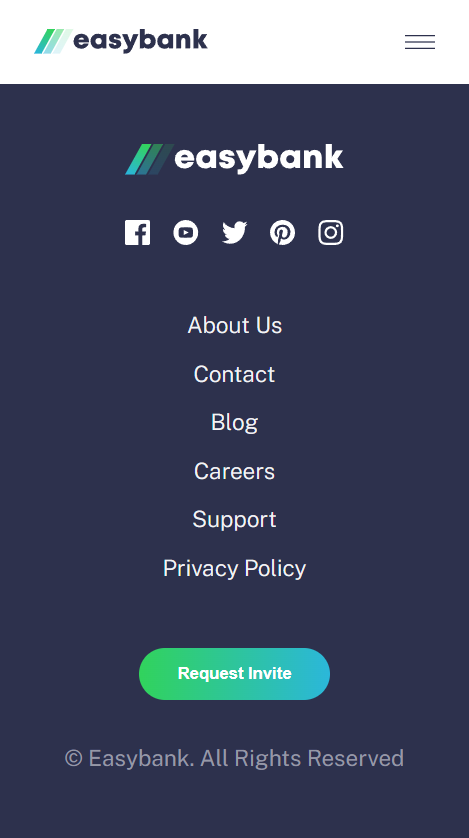 easybank
easybank
About Us
Contact
Blog
Careers
Support
Privacy Policy
Request Invite
© Easybank. All Rights Reserved